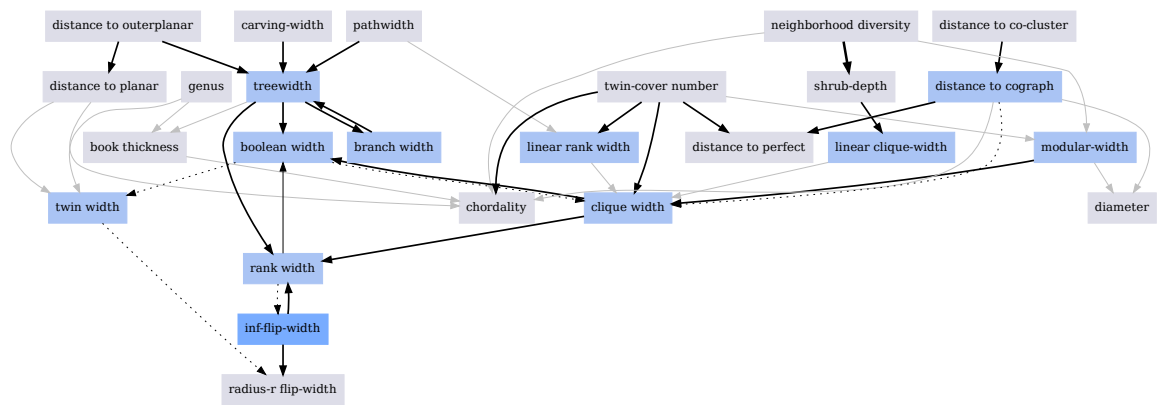 distance to outerplanar
carving-width
pathwidth
neighborhood diversity
distance to co-cluster
distance to planar
genus
treewidth
twin-cover number
shrub-depth
distance to cograph
book thickness
boolean width
branch width
linear rank width
distance to perfect
linear clique-width
modular-width
twin width
chordality
clique width
diameter
rank width
inf-flip-width
radius-r flip-width